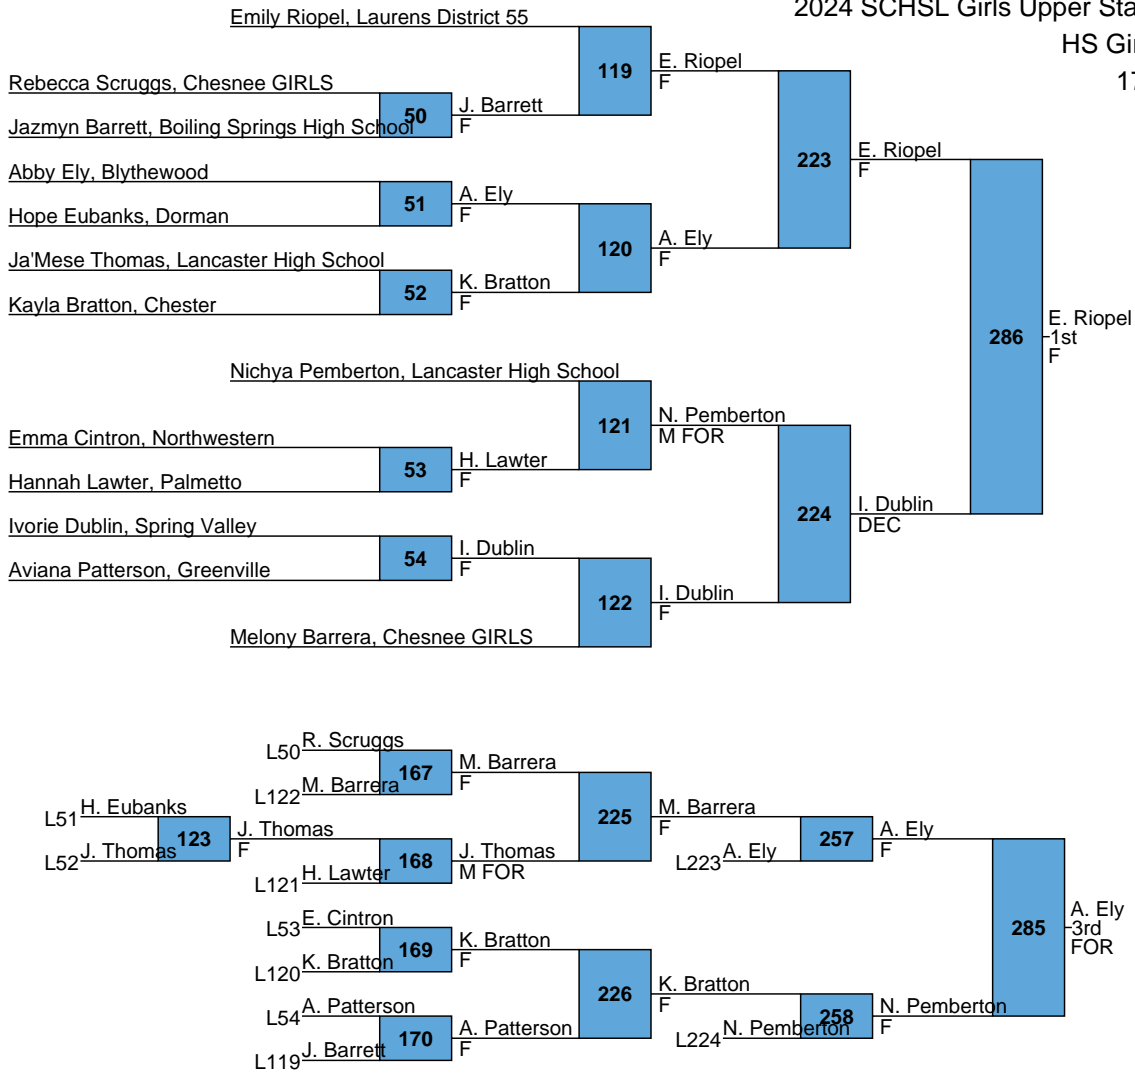 2024 SCHSL Girls Upper Sta
HS Gir
17
Emily Riopel, Laurens District 55
119
E. Riopel
F
Rebecca Scruggs, Chesnee GIRLS
50
J. Barrett
F
Jazmyn Barrett, Boiling Springs High School
223
E. Riopel
F
Abby Ely, Blythewood
51
A. Ely
F
Hope Eubanks, Dorman
120
A. Ely
F
Ja'Mese Thomas, Lancaster High School
52
K. Bratton
F
Kayla Bratton, Chester
286
E. Riopel
1st
F
Nichya Pemberton, Lancaster High School
121
N. Pemberton
M FOR
Emma Cintron, Northwestern
53
H. Lawter
F
Hannah Lawter, Palmetto
224
I. Dublin
DEC
Ivorie Dublin, Spring Valley
54
I. Dublin
F
Aviana Patterson, Greenville
122
I. Dublin
F
Melony Barrera, Chesnee GIRLS
L50 R. Scruggs
167
M. Barrera
F
L122 M. Barrera
225
M. Barrera
F
L51 H. Eubanks
123
J. Thomas
F
L52 J. Thomas
168
J. Thomas
M FOR
L121 H. Lawter
257
A. Ely
F
L223 A. Ely
L53 E. Cintron
169
K. Bratton
F
L120 K. Bratton
285
A. Ely
3rd
FOR
226
K. Bratton
F
L54 A. Patterson
170
A. Patterson
F
L119 J. Barrett
258
N. Pemberton
F
L224 N. Pemberton